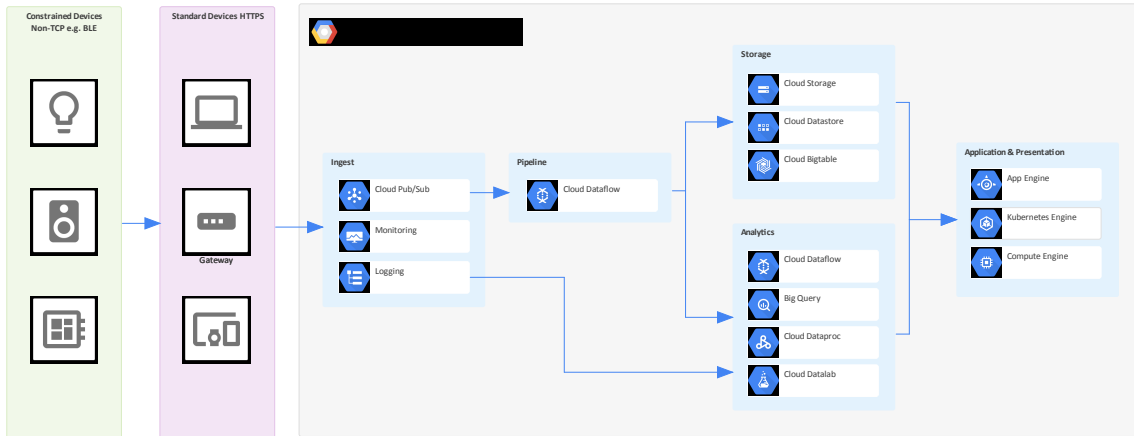 Constrained Devices
Non-TCP e.g. BLE
Standard Devices HTTPS
Gateway
Ingest
Cloud Pub/Sub
Monitoring
Logging
Pipeline
Cloud Dataflow
Storage
Cloud Storage
Cloud Datastore
Cloud Bigtable
Analytics
Cloud Dataflow
Big Query
Cloud Dataproc
Cloud Datalab
Application & Presentation
App Engine
Kubernetes Engine
Compute Engine